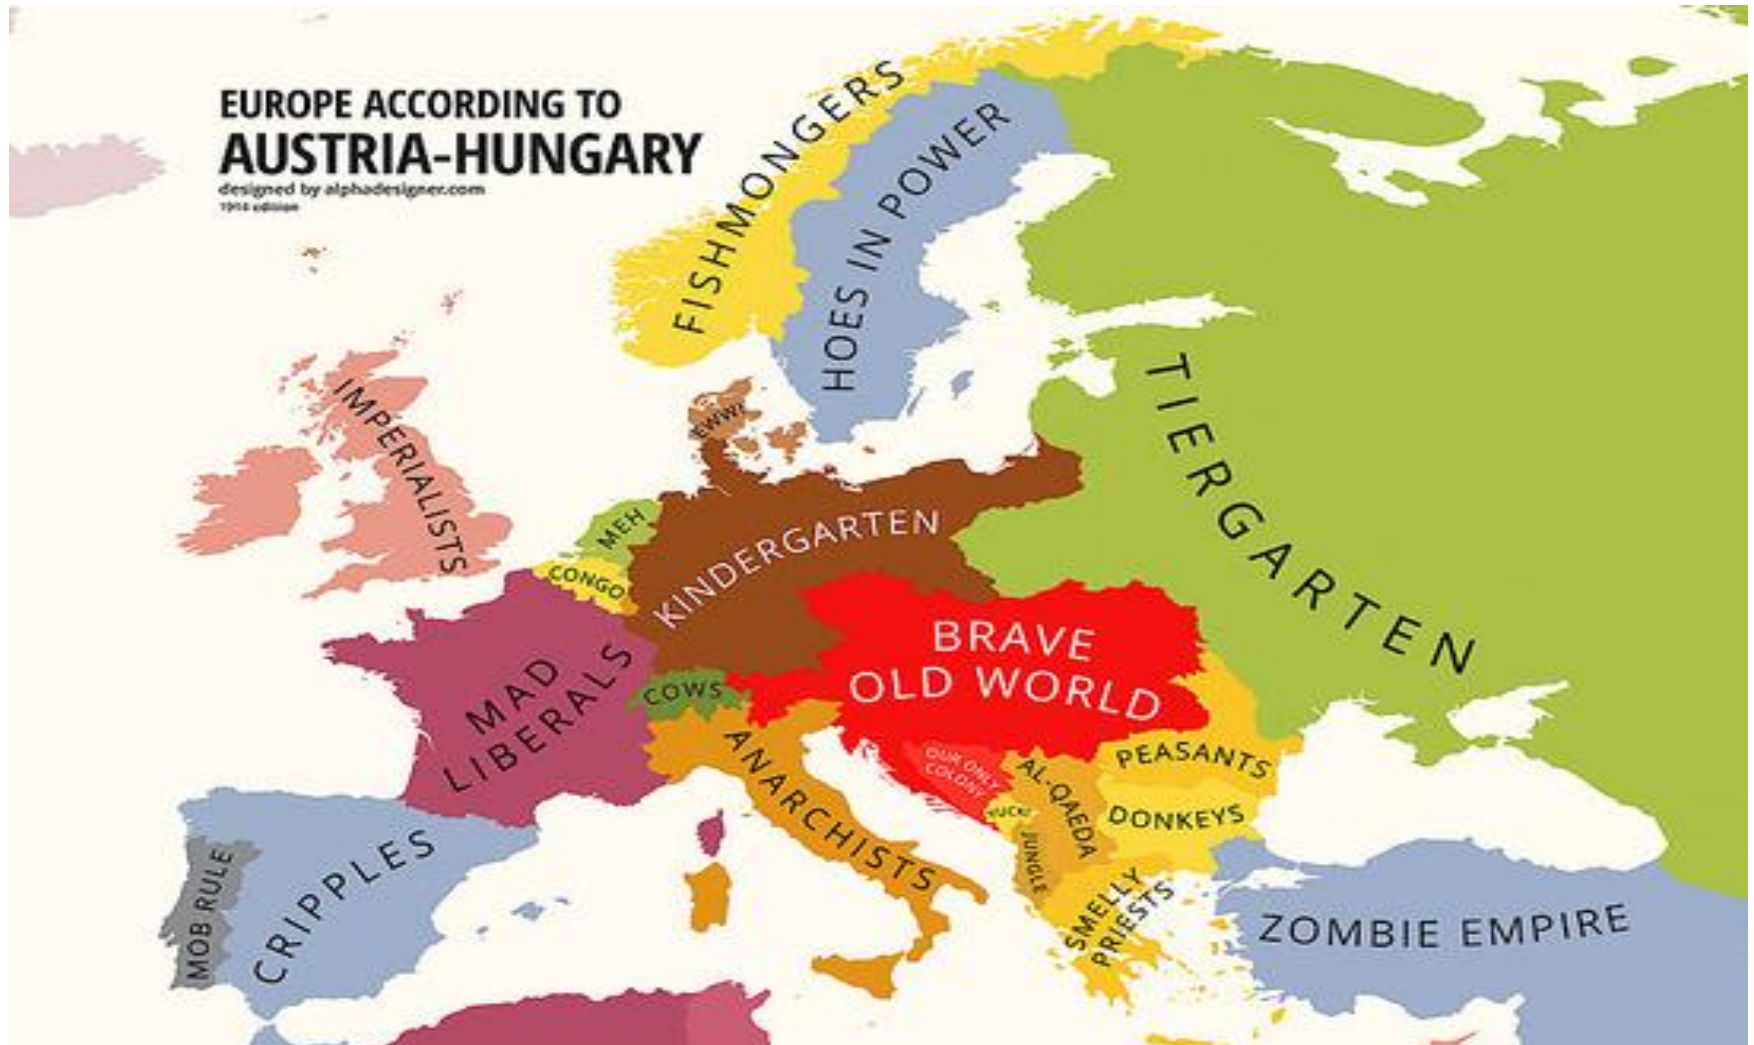 EUROPE ACCORDING TO
AUSTRIA-HUNGARY
designed by alphadesigner.com
1914 edition
FISHMONGERS
HOES IN POWER
IMPERIALISTS
EWW!
TIERGARTEN
MEH
KINDERGARTEN
CONGO
BRAVE
OLD WORLD
MAD
LIBERALS
COWS
ANARCHISTS
OUR ONLY
COLONY
AL-QAEDA
PEASANTS
YUCK!
DONKEYS
JUNGLE
MOB RULE
CRIPPLES
SMELLY
PRIESTS
ZOMBIE EMPIRE